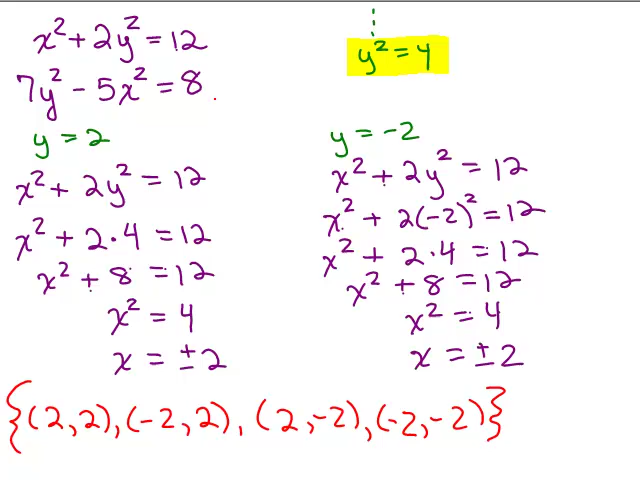 x² + 2y² = 12
7y² - 5x² = 8
y² = 4
y = 2
x² + 2y² = 12
x² + 2·4 = 12
x² + 8 = 12
x² = 4
x = ±2
y = -2
x² + 2y² = 12
x² + 2(-2)² = 12
x² + 2·4 = 12
x² + 8 = 12
x² = 4
x = ±2
{(2,2),(-2,2),(2,-2),(-2,-2)}